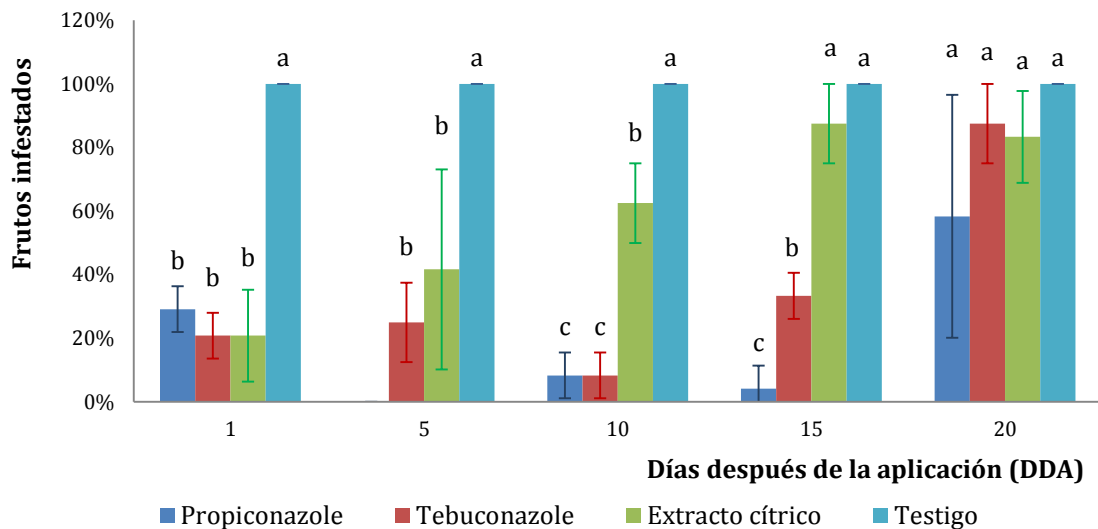 120%
100%
80%
60%
40%
20%
0%
Frutos infestados
b b b a
b b a
c c b a
c b a a
a a a a
1 5 10 15 20
Días después de la aplicación (DDA)
Propiconazole Tebuconazole Extracto cítrico Testigo